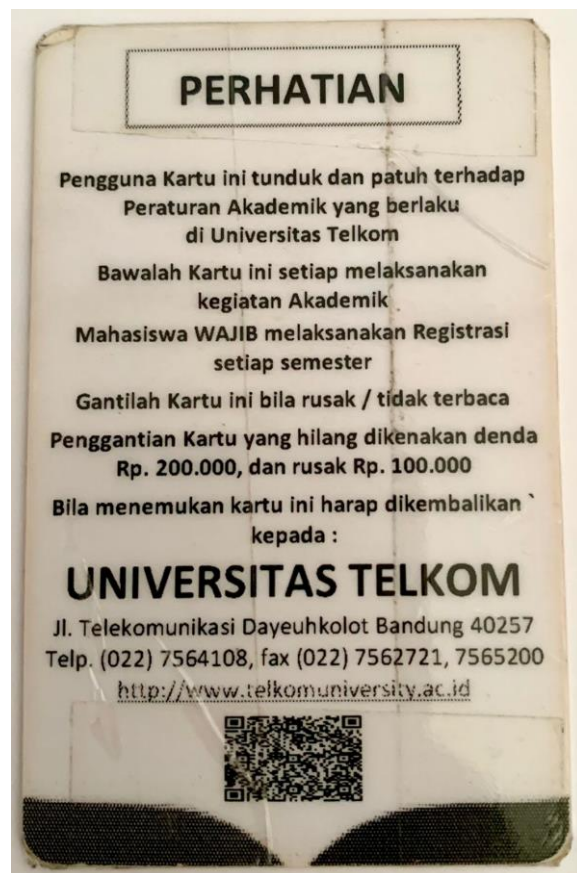 PERHATIAN
Pengguna Kartu ini tunduk dan patuh terhadap
Peraturan Akademik yang berlaku
di Universitas Telkom
Bawalah Kartu ini setiap melaksanakan
kegiatan Akademik
Mahasiswa WAJIB melaksanakan Registrasi
setiap semester
Gantilah Kartu ini bila rusak / tidak terbaca
Penggantian Kartu yang hilang dikenakan denda
Rp. 200.000, dan rusak Rp. 100.000
Bila menemukan kartu ini harap dikembalikan `
kepada :
UNIVERSITAS TELKOM
Jl. Telekomunikasi Dayeuhkolot Bandung 40257
Telp. (022) 7564108, fax (022) 7562721, 7565200
http://www.telkomuniversity.ac.id